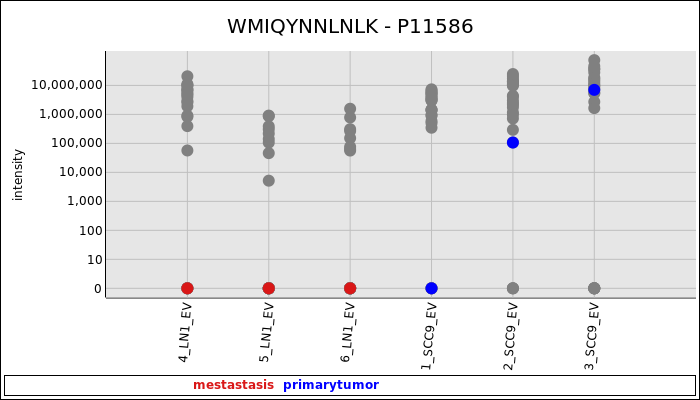 WMIQYNNLNLK - P11586
intensity
10,000,000
1,000,000
100,000
10,000
1,000
100
10
0
4_LN1_EV
5_LN1_EV
6_LN1_EV
1_SCC9_EV
2_SCC9_EV
3_SCC9_EV
mestastasis primarytumor